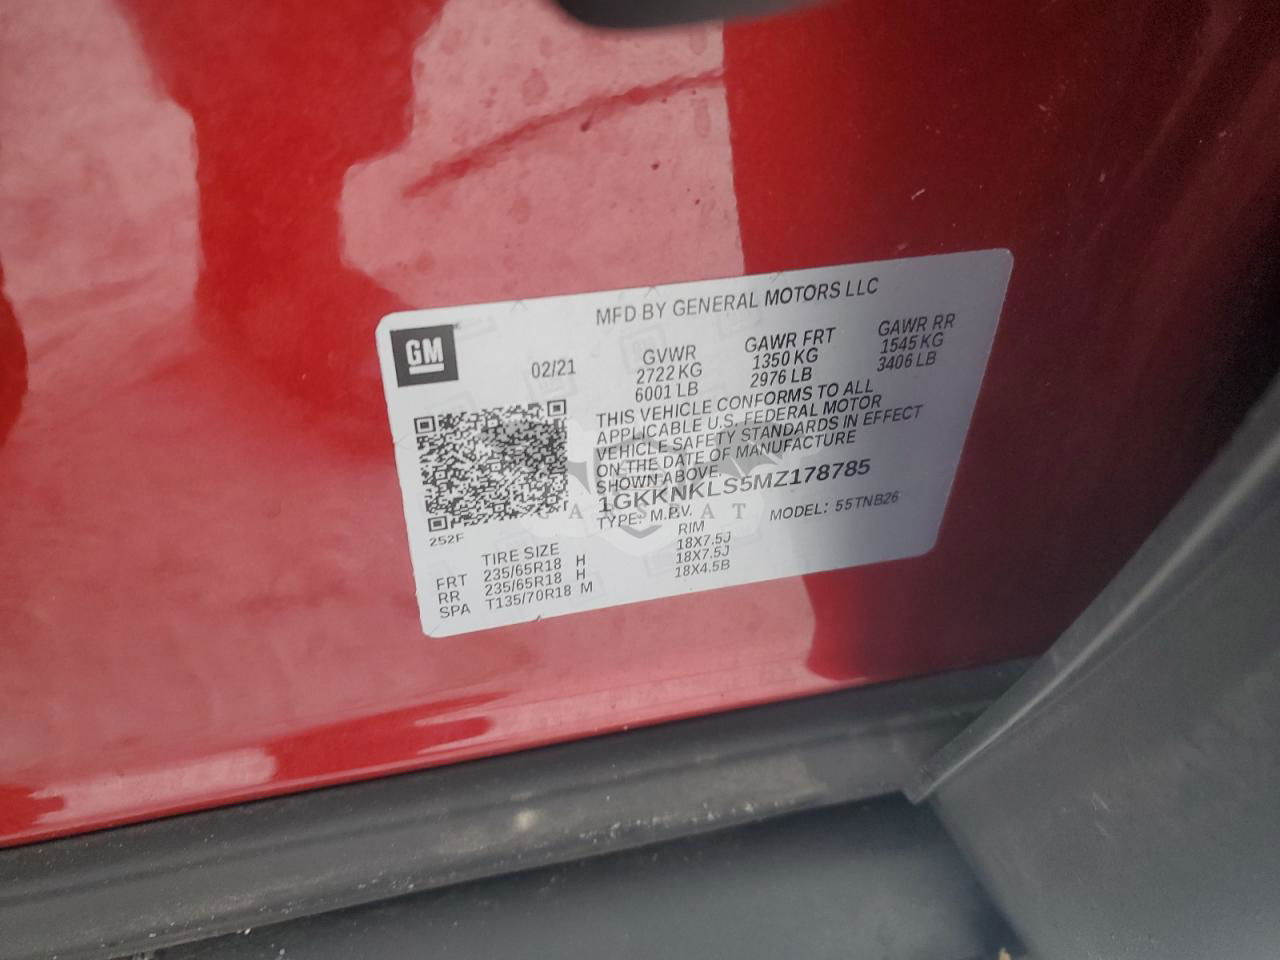 MFD BY GENERAL MOTORS LLC
GM
02/21
GVWR
2722 KG
6001 LB
GAWR FRT
1350 KG
2976 LB
GAWR RR
1545 KG
3406 LB
THIS VEHICLE CONFORMS TO ALL
APPLICABLE U.S. FEDERAL MOTOR
VEHICLE SAFETY STANDARDS IN EFFECT
ON THE DATE OF MANUFACTURE
SHOWN ABOVE.
1GKKNKLS5MZ178785
TYPE: M.P.V.
MODEL: 55TNB26
252F
TIRE SIZE
RIM
FRT 235/65R18 H 18X7.5J
RR 235/65R18 H 18X7.5J
SPA T135/70R18 M 18X4.5B